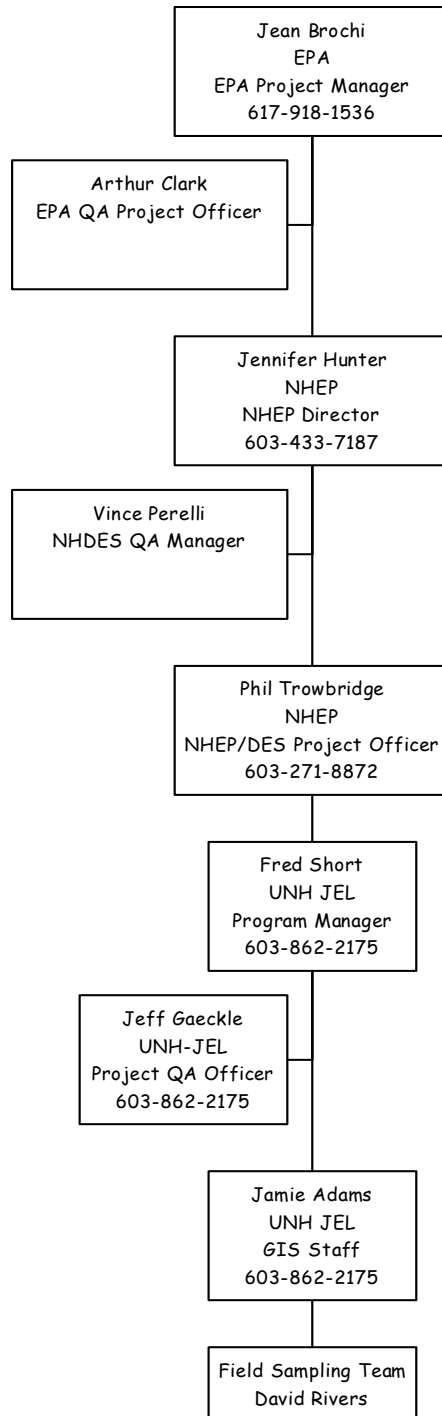 Jean Brochi
EPA
EPA Project Manager
617-918-1536
Arthur Clark
EPA QA Project Officer
Jennifer Hunter
NHEP
NHEP Director
603-433-7187
Vince Perelli
NHDES QA Manager
Phil Trowbridge
NHEP
NHEP/DES Project Officer
603-271-8872
Fred Short
UNH JEL
Program Manager
603-862-2175
Jeff Gaeckle
UNH-JEL
Project QA Officer
603-862-2175
Jamie Adams
UNH JEL
GIS Staff
603-862-2175
Field Sampling Team
David Rivers